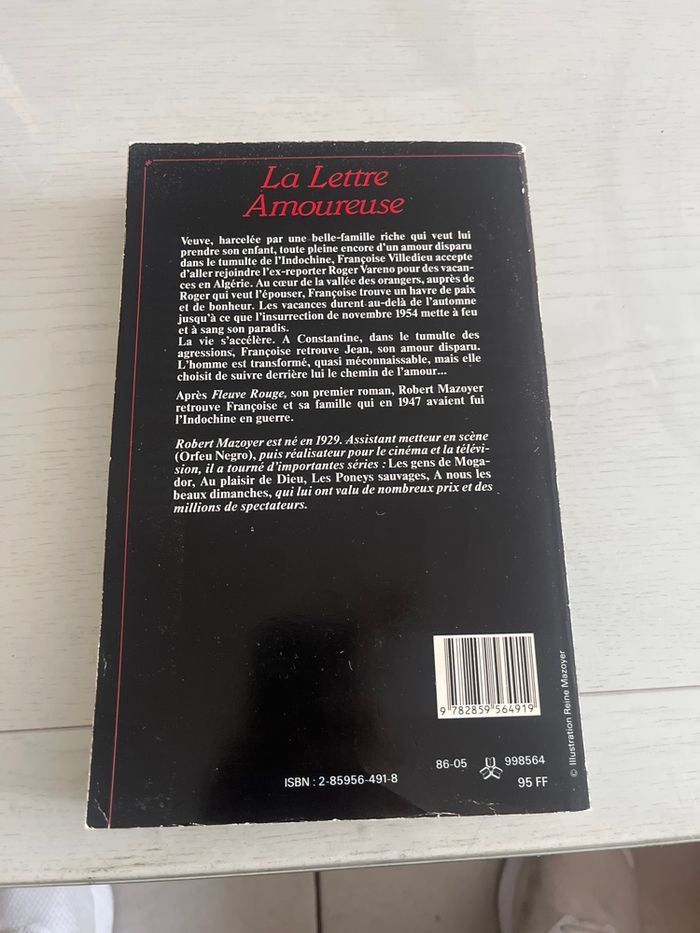 La Lettre
Amoureuse
Veuve, harcelée par une belle-famille riche qui veut lui
prendre son enfant, toute pleine encore d'un amour disparu
dans le tumulte de l'Indochine, Françoise Villedieu accepte
d'aller rejoindre l'ex-reporter Roger Vareno pour des vacan-
ces en Algérie. Au cœur de la vallée des orangers, auprès de
Roger qui veut l'épouser, Françoise trouve un havre de paix
et de bonheur. Les vacances durent au-delà de l'automne
jusqu'à ce que l'insurrection de novembre 1954 mette à feu
et à sang son paradis.
La vie s'accélère. A Constantine, dans le tumulte des
agressions, Françoise retrouve Jean, son amour disparu.
L'homme est transformé, quasi méconnaissable, mais elle
choisit de suivre derrière lui le chemin de l'amour...
Après Fleuve Rouge, son premier roman, Robert Mazoyer
retrouve Françoise et sa famille qui en 1947 avaient fui
l'Indochine en guerre.
Robert Mazoyer est né en 1929. Assistant metteur en scène
(Orfeu Negro), puis réalisateur pour le cinéma et la télévi-
sion, il a tourné d'importantes séries : Les gens de Moga-
dor, Au plaisir de Dieu, Les Poneys sauvages, A nous les
beaux dimanches, qui lui ont valu de nombreux prix et des
millions de spectateurs.
9 782859 564919
© Illustration Reine Mazoyer
86-05 998564
ISBN : 2-85956-491-8
95 FF